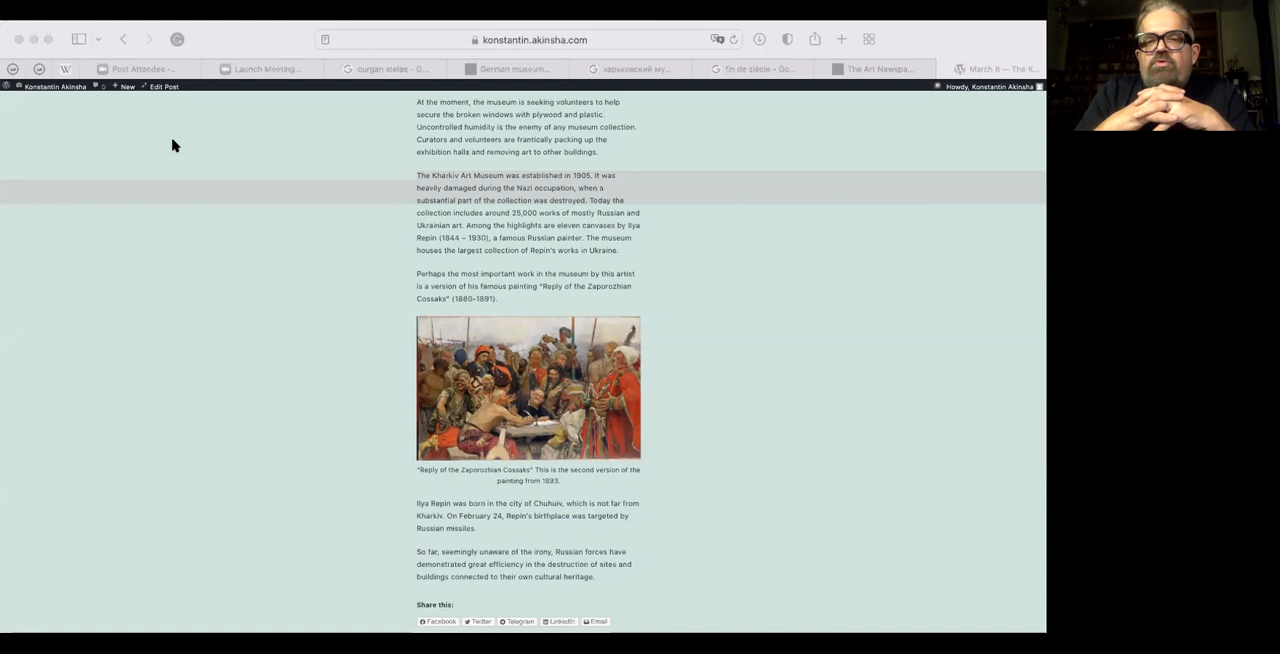 konstantin.akinsha.com
Post Attendee -...
Launch Meeting...
curgan stelae - G...
German museum...
харьковский му...
fin de siècle - Go...
The Art Newspa...
March 8 — The K...
Konstantin Akinsha
0
New
Edit Post
Howdy, Konstantin Akinsha
At the moment, the museum is seeking volunteers to help
secure the broken windows with plywood and plastic.
Uncontrolled humidity is the enemy of any museum collection.
Curators and volunteers are frantically packing up the
exhibition halls and removing art to other buildings.
The Kharkiv Art Museum was established in 1905. It was
heavily damaged during the Nazi occupation, when a
substantial part of the collection was destroyed. Today the
collection includes around 25,000 works of mostly Russian and
Ukrainian art. Among the highlights are eleven canvases by Ilya
Repin (1844 – 1930), a famous Russian painter. The museum
houses the largest collection of Repin's works in Ukraine.
Perhaps the most important work in the museum by this artist
is a version of his famous painting "Reply of the Zaporozhian
Cossaks" (1880-1891).
"Reply of the Zaporozhian Cossaks" This is the second version of the
painting from 1893.
Ilya Repin was born in the city of Chuhuiv, which is not far from
Kharkiv. On February 24, Repin's birthplace was targeted by
Russian missiles.
So far, seemingly unaware of the irony, Russian forces have
demonstrated great efficiency in the destruction of sites and
buildings connected to their own cultural heritage.
Share this:
Facebook
Twitter
Telegram
LinkedIn
Email